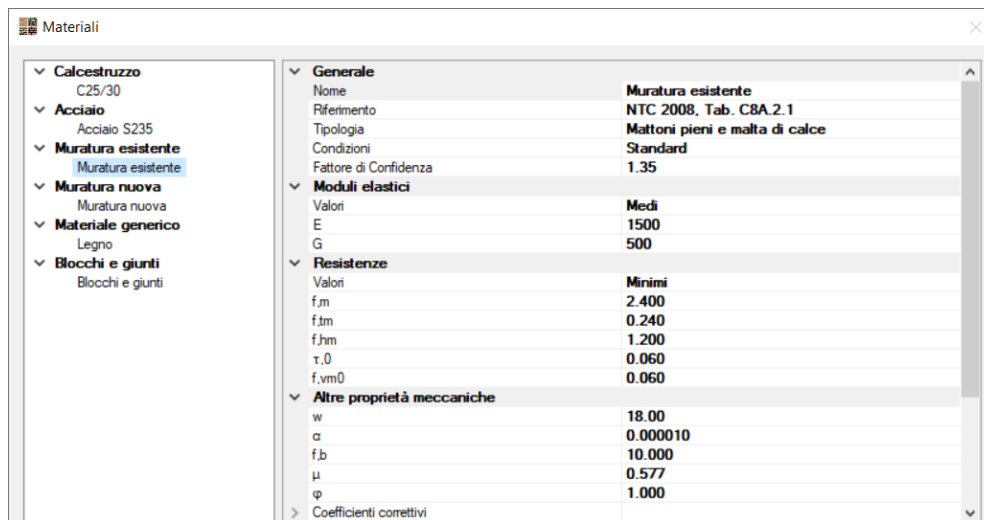 Materiali
Calcestruzzo
C25/30
Acciaio
Acciaio S235
Muratura esistente
Muratura esistente
Muratura nuova
Muratura nuova
Materiale generico
Legno
Blocchi e giunti
Blocchi e giunti
Generale
Nome Muratura esistente
Riferimento NTC 2008, Tab. C8A.2.1
Tipologia Mattoni pieni e malta di calce
Condizioni Standard
Fattore di Confidenza 1.35
Moduli elastici
Valori Medi
E 1500
G 500
Resistenze
Valori Minimi
f,m 2.400
f,tm 0.240
f,hm 1.200
τ,0 0.060
f,vm0 0.060
Altre proprietà meccaniche
w 18.00
α 0.000010
f,b 10.000
μ 0.577
φ 1.000
Coefficienti correttivi